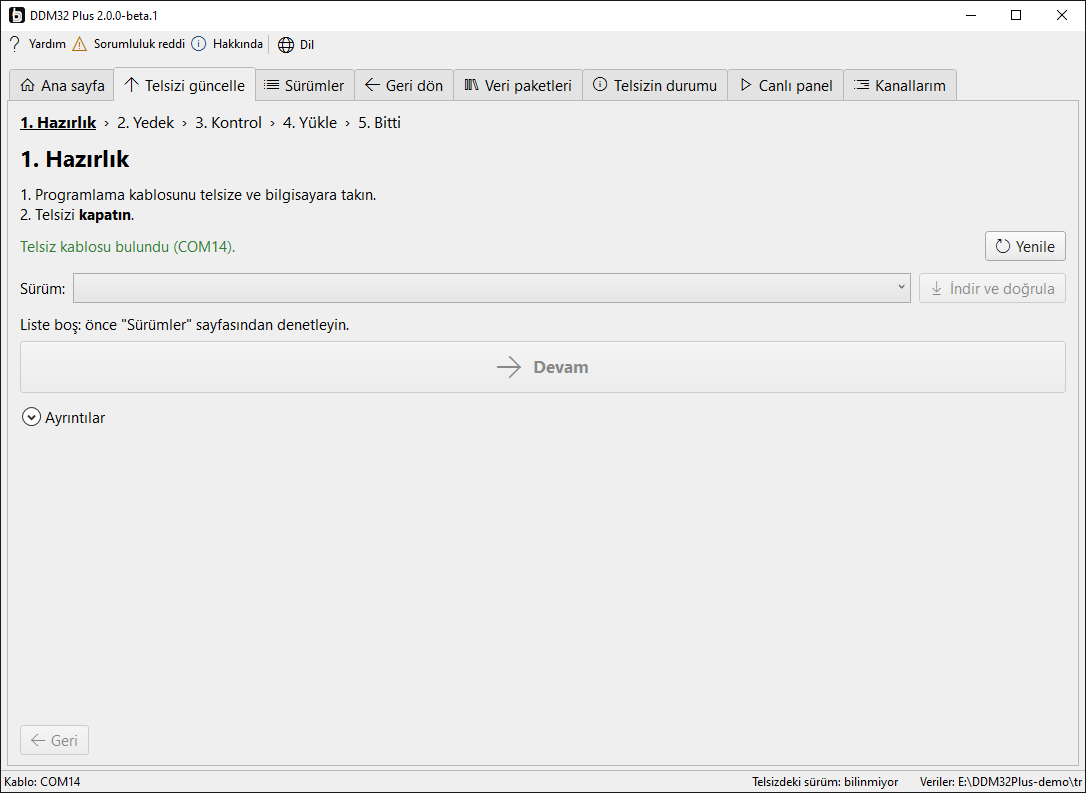 DDM32 Plus 2.0.0-beta.1
Yardım Sorumluluk reddi Hakkında Dil
Ana sayfa Telsizi güncelle Sürümler Geri dön Veri paketleri Telsizin durumu Canlı panel Kanallarım
1. Hazırlık › 2. Yedek › 3. Kontrol › 4. Yükle › 5. Bitti
1. Hazırlık
1. Programlama kablosunu telsize ve bilgisayara takın.
2. Telsizi kapatın.
Telsiz kablosu bulundu (COM14). Yenile
Sürüm: İndir ve doğrula
Liste boş: önce "Sürümler" sayfasından denetleyin.
Devam
Ayrıntılar
Geri
Kablo: COM14 Telsizdeki sürüm: bilinmiyor Veriler: E:\DDM32Plus-demo\tr